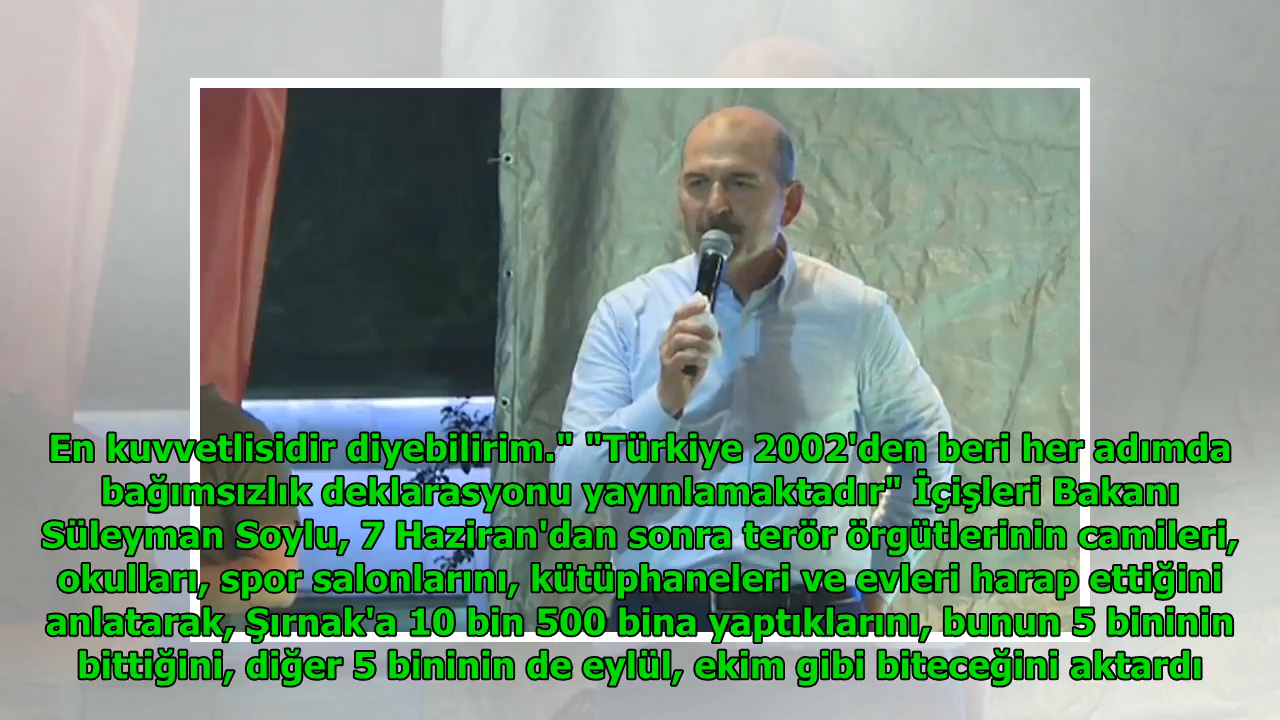 En kuvvetlisidir diyebilirim." "Türkiye 2002'den beri her adımda
bağımsızlık deklarasyonu yayınlamaktadır" İçişleri Bakanı
Süleyman Soylu, 7 Haziran'dan sonra terör örgütlerinin camileri,
okulları, spor salonlarını, kütüphaneleri ve evleri harap ettiğini
anlatarak, Şırnak'a 10 bin 500 bina yaptıklarını, bunun 5 bininin
bittiğini, diğer 5 bininin de eylül, ekim gibi biteceğini aktardı